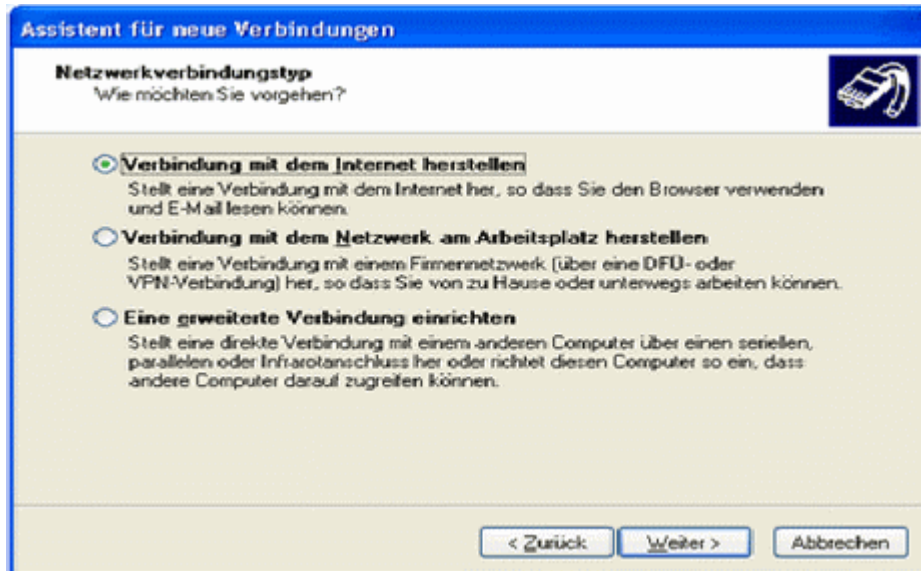 Assistent für neue Verbindungen
Netzwerkverbindungstyp
Wie möchten Sie vorgehen?
Verbindung mit dem Internet herstellen
Stellt eine Verbindung mit dem Internet her, so dass Sie den Browser verwenden
und E-Mail lesen können.
Verbindung mit dem Netzwerk am Arbeitsplatz herstellen
Stellt eine Verbindung mit einem Firmennetzwerk (über eine DFÜ- oder
VPN-Verbindung) her, so dass Sie von zu Hause oder unterwegs arbeiten können.
Eine erweiterte Verbindung einrichten
Stellt eine direkte Verbindung mit einem anderen Computer über einen seriellen,
parallelen oder Infrarotanschluss her oder richtet diesen Computer so ein, dass
andere Computer darauf zugreifen können.
< Zurück Weiter > Abbrechen